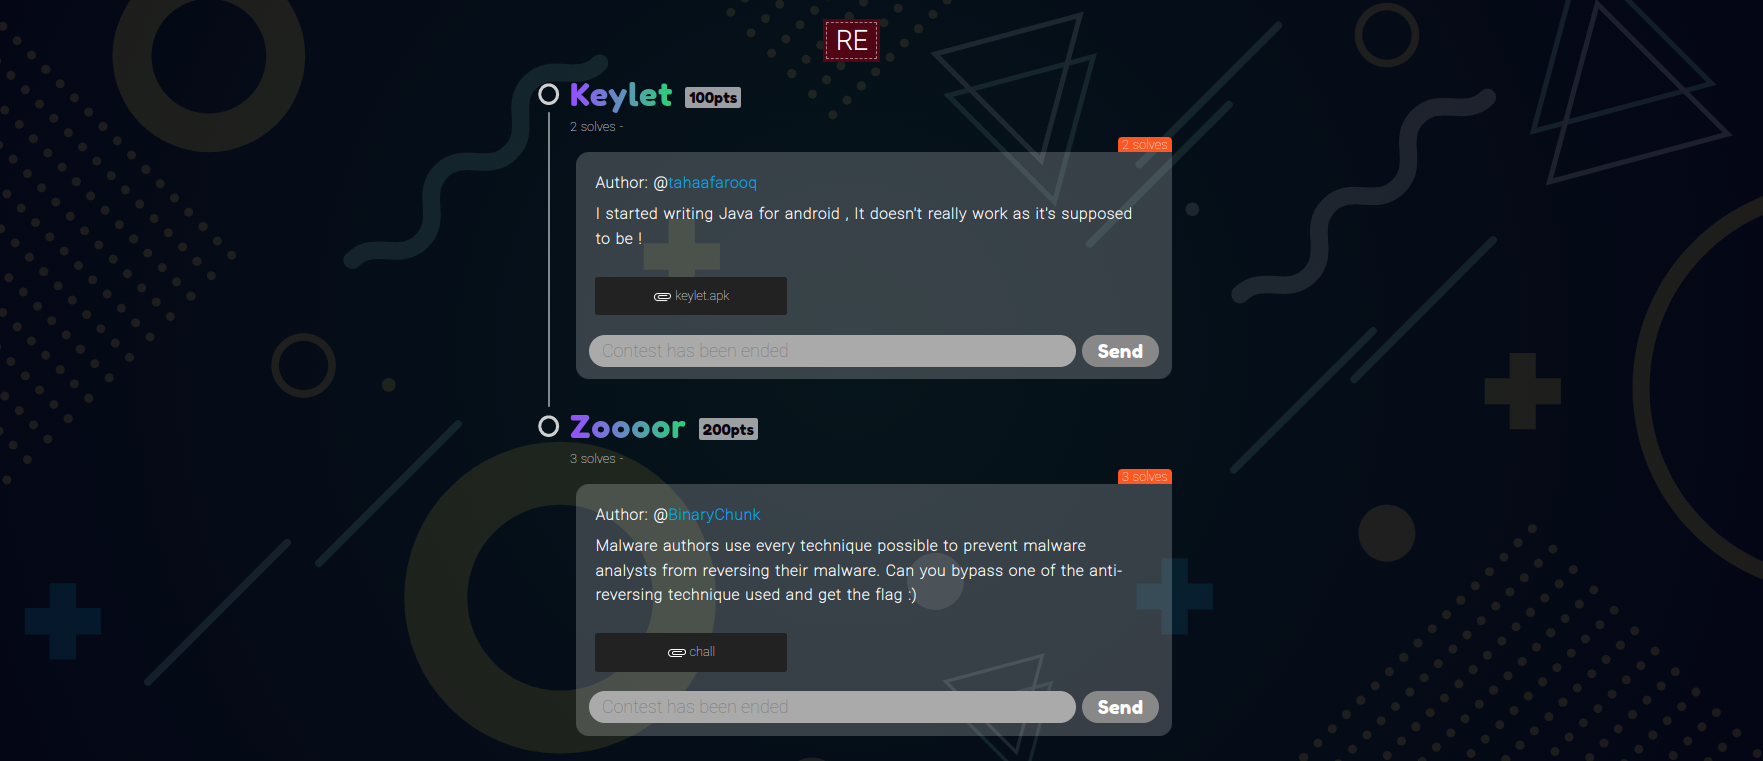 RE
Keylet 100pts
2 solves -
2 solves
Author: @tahaafarooq
I started writing Java for android , It doesn't really work as it's supposed
to be !
keylet.apk
Contest has been ended Send
Zoooor 200pts
3 solves -
3 solves
Author: @BinaryChunk
Malware authors use every technique possible to prevent malware
analysts from reversing their malware. Can you bypass one of the anti-
reversing technique used and get the flag :)
chall
Contest has been ended Send